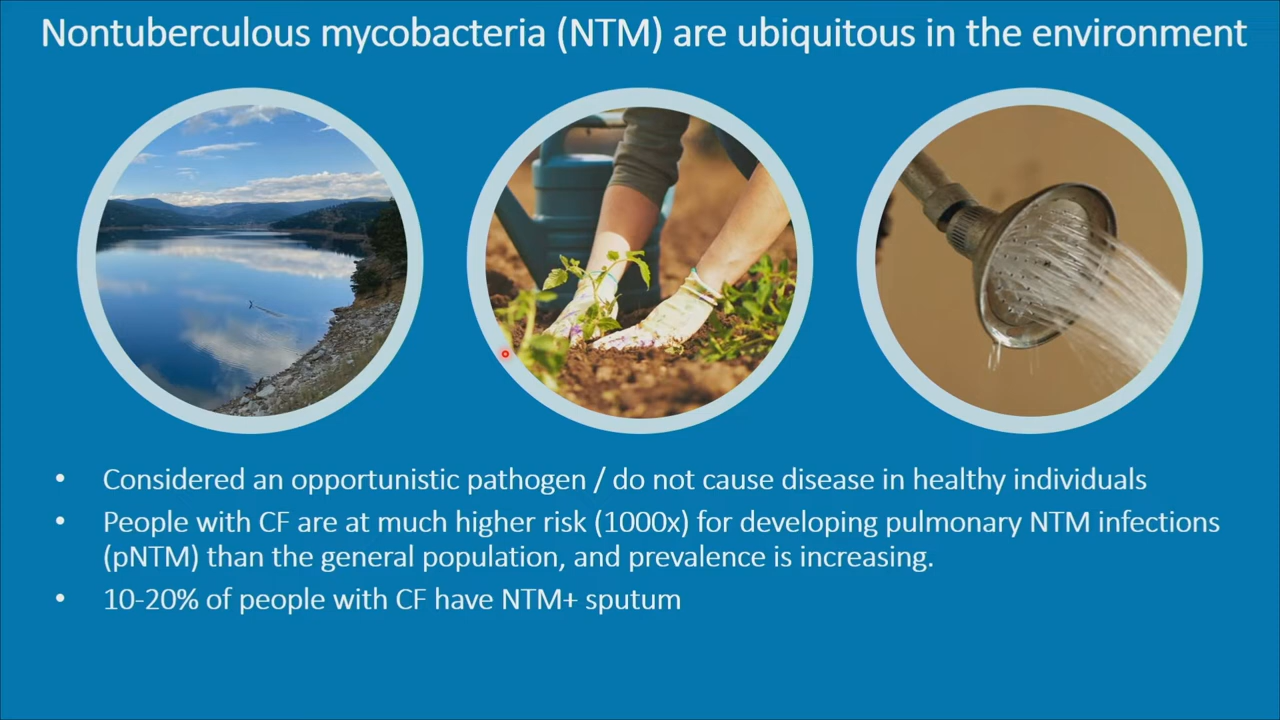 Nontuberculous mycobacteria (NTM) are ubiquitous in the environment
• Considered an opportunistic pathogen / do not cause disease in healthy individuals
• People with CF are at much higher risk (1000x) for developing pulmonary NTM infections
(pNTM) than the general population, and prevalence is increasing.
• 10-20% of people with CF have NTM+ sputum